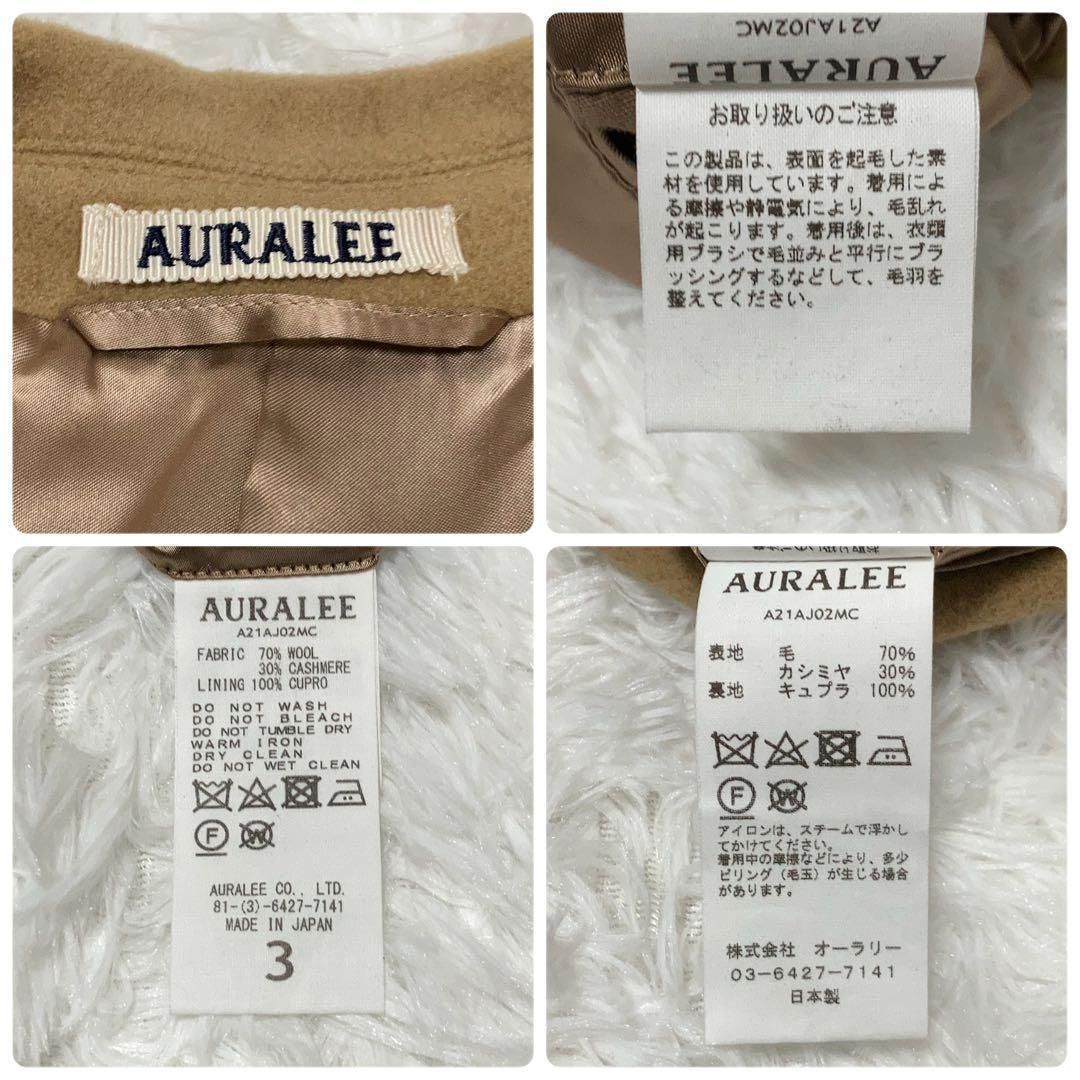 AURALEE
A21AJ02MC
AURALEE
お取り扱いのご注意
この製品は、表面を起毛した素
材を使用しています。着用によ
る摩擦や静電気により、毛乱れ
が起こります。着用後は、衣類
用ブラシで毛並みと平行にブラ
ッシングするなどして、毛羽を
整えてください。
AURALEE
A21AJ02MC
FABRIC 70% WOOL
30% CASHMERE
LINING 100% CUPRO
DO NOT WASH
DO NOT BLEACH
DO NOT TUMBLE DRY
WARM IRON
DRY CLEAN
DO NOT WET CLEAN
F W
AURALEE CO., LTD.
81-(3)-6427-7141
MADE IN JAPAN
3
AURALEE
A21AJ02MC
表地 毛 70%
カシミヤ 30%
裏地 キュプラ 100%
F W
アイロンは、スチームで浮かし
てかけてください。
着用中の摩擦などにより、多少
ピリング（毛玉）が生じる場合
があります。
株式会社 オーラリー
03-6427-7141
日本製